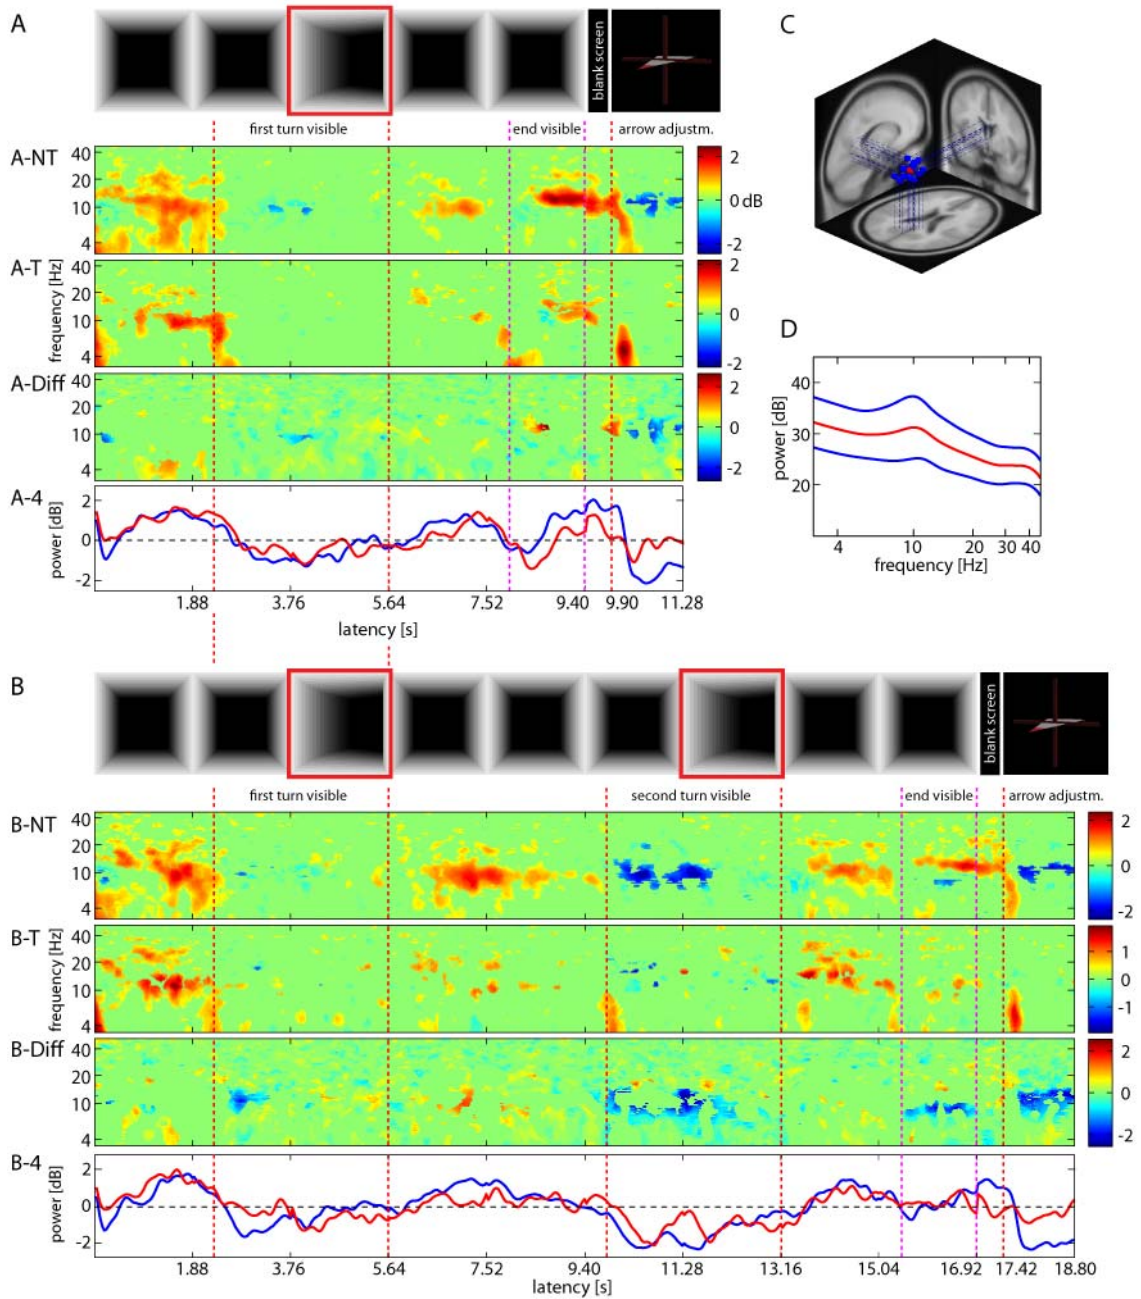 A
C
blank screen
first turn visible end visible arrow adjustm.
A-NT
40
20
10
4
2
0 dB
-2
A-T
frequency [Hz]
40
20
10
4
2
0
-2
A-Diff
40
20
10
4
2
0
-2
A-4
power [dB]
2
0
-2
1.88 3.76 5.64 7.52 9.40 9.90 11.28
latency [s]
D
power [dB]
40
30
20
4 10 20 30 40
frequency [Hz]
B
blank screen
first turn visible second turn visible end visible arrow adjustm.
B-NT
40
20
10
4
2
0
-2
B-T
frequency [Hz]
40
20
10
4
2
1
0
-1
-2
B-Diff
40
20
10
4
2
0
-2
B-4
power [dB]
2
0
-2
1.88 3.76 5.64 7.52 9.40 11.28 13.16 15.04 16.92 17.42 18.80
latency [s]